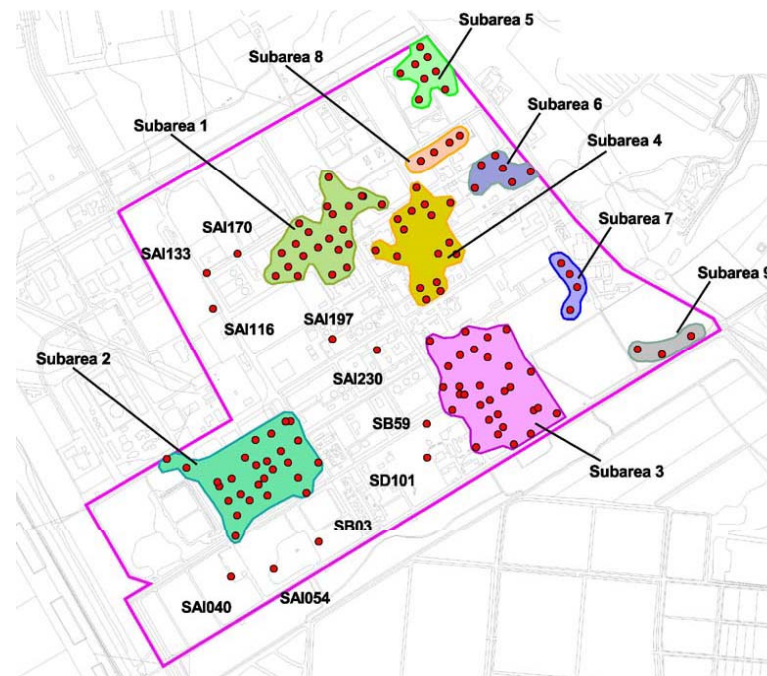 Subarea 5
Subarea 8
Subarea 6
Subarea 1
Subarea 4
SAI170
Subarea 7
SAI133
Subarea 9
SAI116
SAI197
Subarea 2
SAI230
SB59
SD101
Subarea 3
SB03
SAI040
SAI054